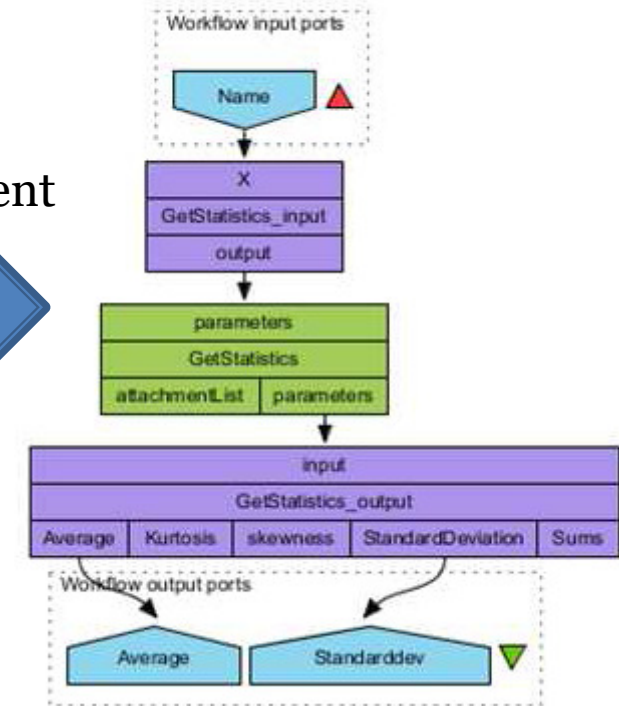 Workflow input ports
Name
ent
X
GetStatistics_input
output
parameters
GetStatistics
attachmentList parameters
input
GetStatistics_output
Average Kurtosis skewness StandardDeviation Sums
Workflow output ports
Average Standarddev